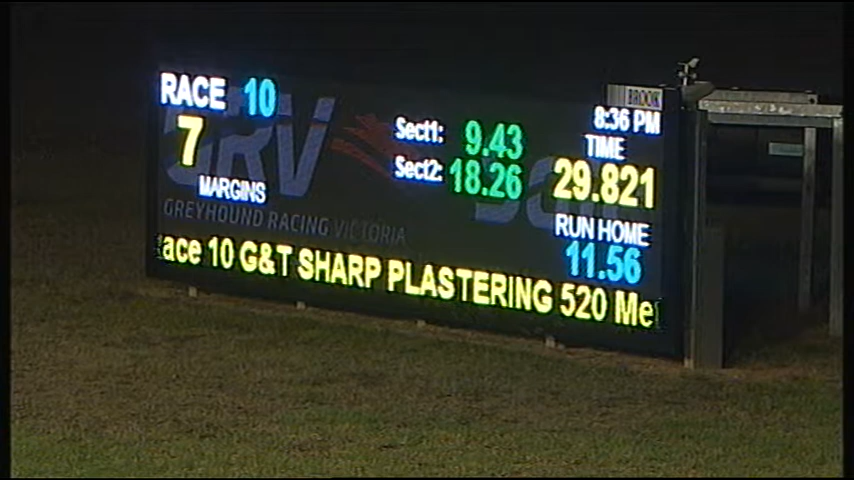 RACE 10
BROOK
8:36 PM
7
Sect1: 9.43
TIME
GRV
Sect2: 18.26
29.821
MARGINS
GREYHOUND RACING VICTORIA
RUN HOME
11.56
ace 10 G&T SHARP PLASTERING 520 Me